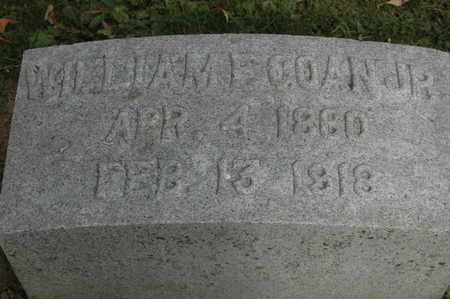 WILLIAM F COAN JR.
APR. 4 1880
FEB. 13 1918